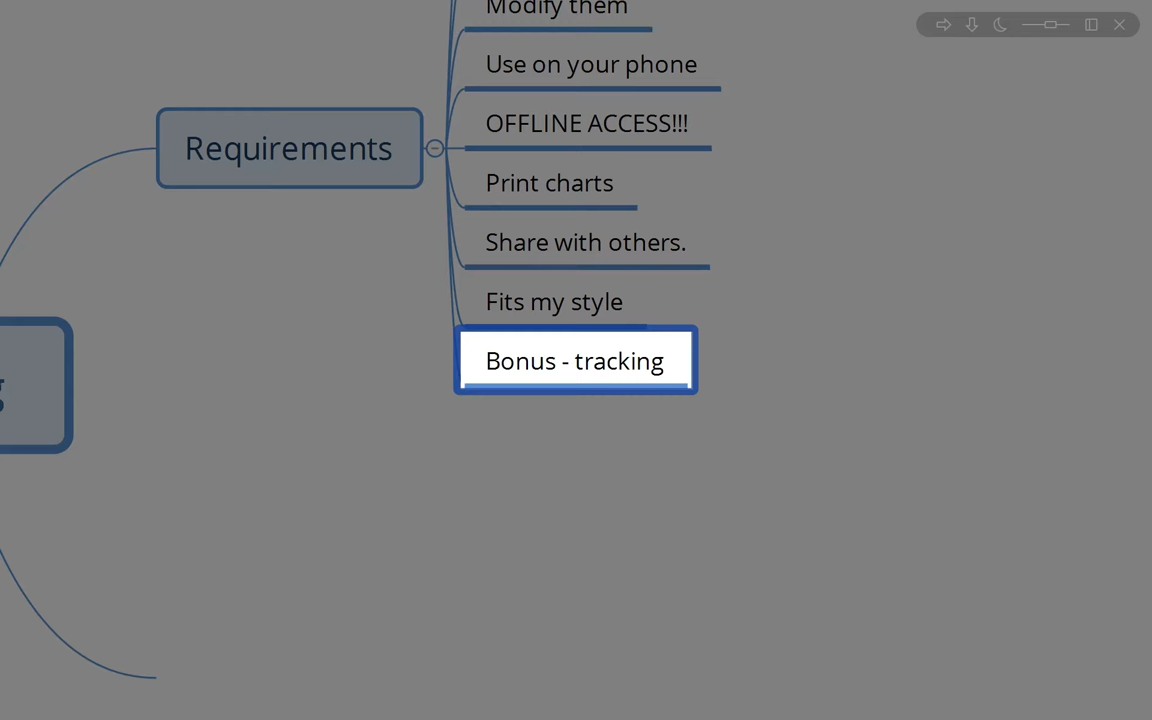 Modify them
Use on your phone
OFFLINE ACCESS!!!
Requirements
Print charts
Share with others.
Fits my style
Bonus - tracking